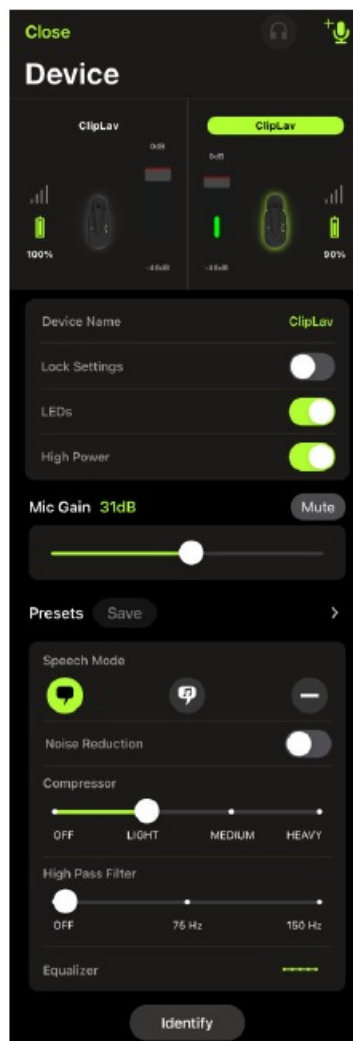 Close
Device
ClipLav
ClipLav
0dB
0dB
100%
90%
-48dB
-48dB
Device Name ClipLav
Lock Settings
LEDs
High Power
Mic Gain 31dB Mute
Presets Save
Speech Mode
Noise Reduction
Compressor
OFF LIGHT MEDIUM HEAVY
High Pass Filter
OFF 75 Hz 150 Hz
Equalizer
Identify